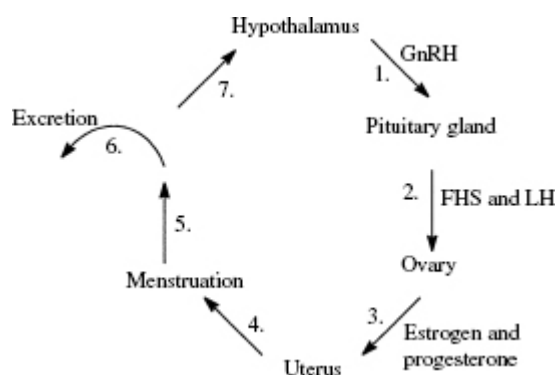 Hypothalamus
GnRH
1.
7.
Excretion
6.
Pituitary gland
2.
FHS and LH
5.
Ovary
Menstruation
3.
4.
Estrogen and
progesterone
Uterus